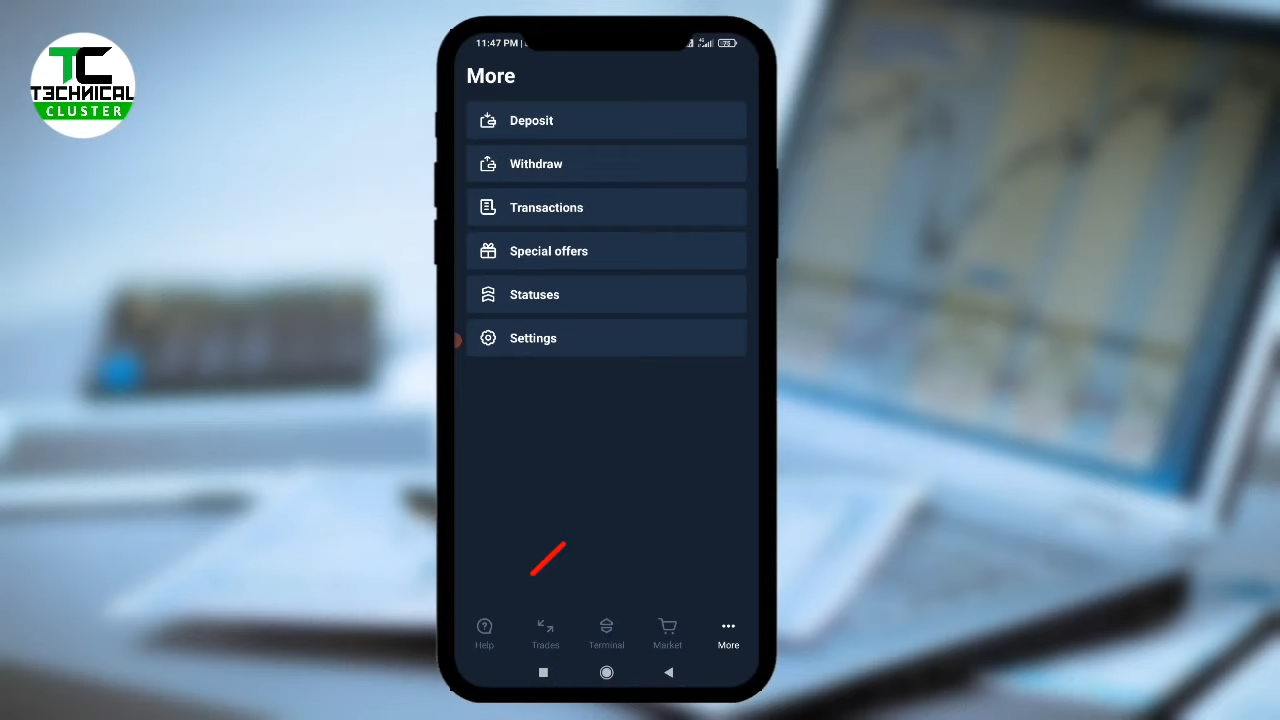 TC
TECHNICAL
CLUSTER
11:47 PM
More
Deposit
Withdraw
Transactions
Special offers
Statuses
Settings
Help
Trades
Terminal
Market
More